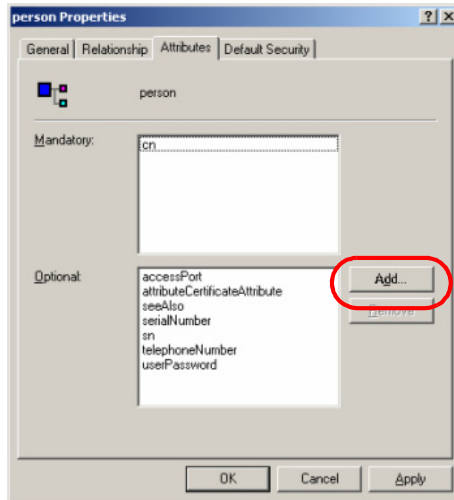 person Properties
General Relationship Attributes Default Security
person
Mandatory:
cn
Optional:
accessPort
attributeCertificateAttribute
seeAlso
serialNumber
sn
telephoneNumber
userPassword
Add...
Remove
OK Cancel Apply